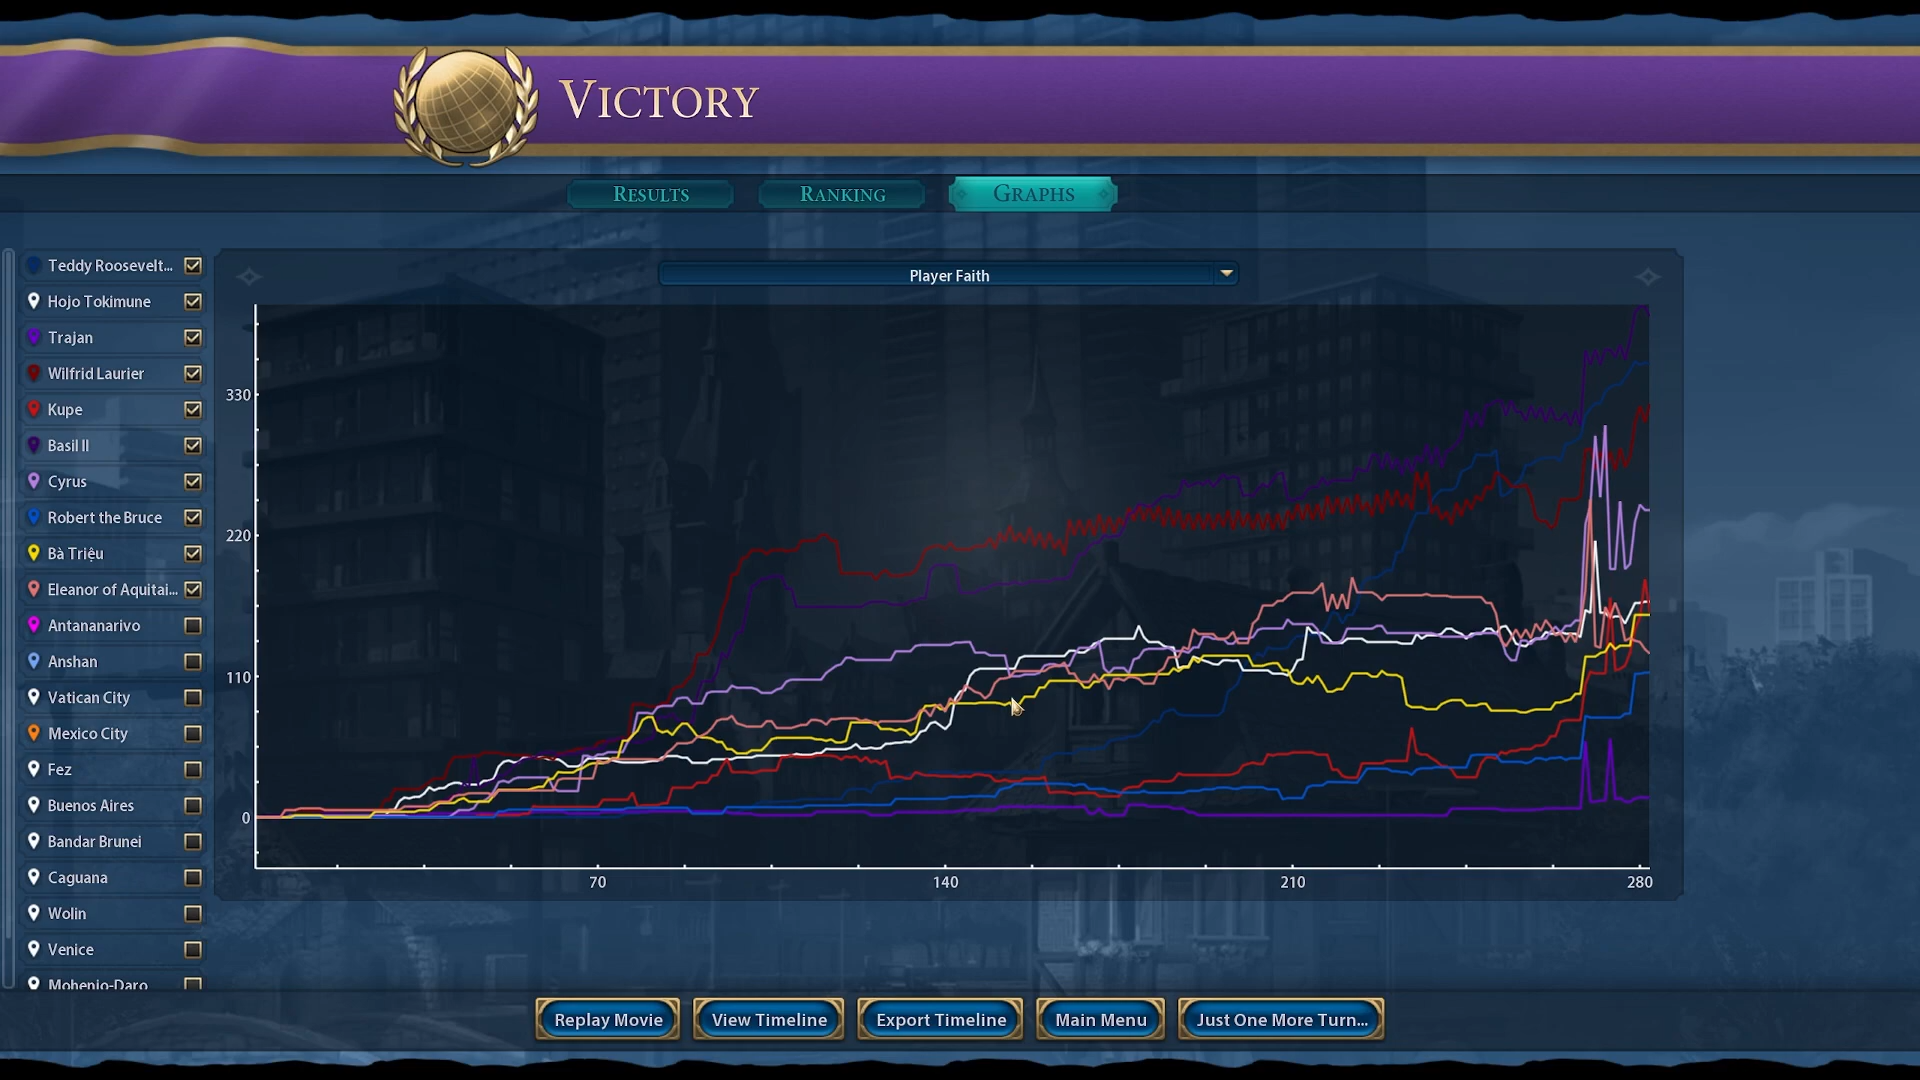 VICTORY
RESULTS
RANKING
GRAPHS
Teddy Roosevelt...
Hojo Tokimune
Trajan
Wilfrid Laurier
Kupe
Basil II
Cyrus
Robert the Bruce
Bà Triệu
Eleanor of Aquitai...
Antananarivo
Anshan
Vatican City
Mexico City
Fez
Buenos Aires
Bandar Brunei
Caguana
Wolin
Venice
Mohenjo-Daro
Player Faith
330
220
110
0
70
140
210
280
Replay Movie
View Timeline
Export Timeline
Main Menu
Just One More Turn...